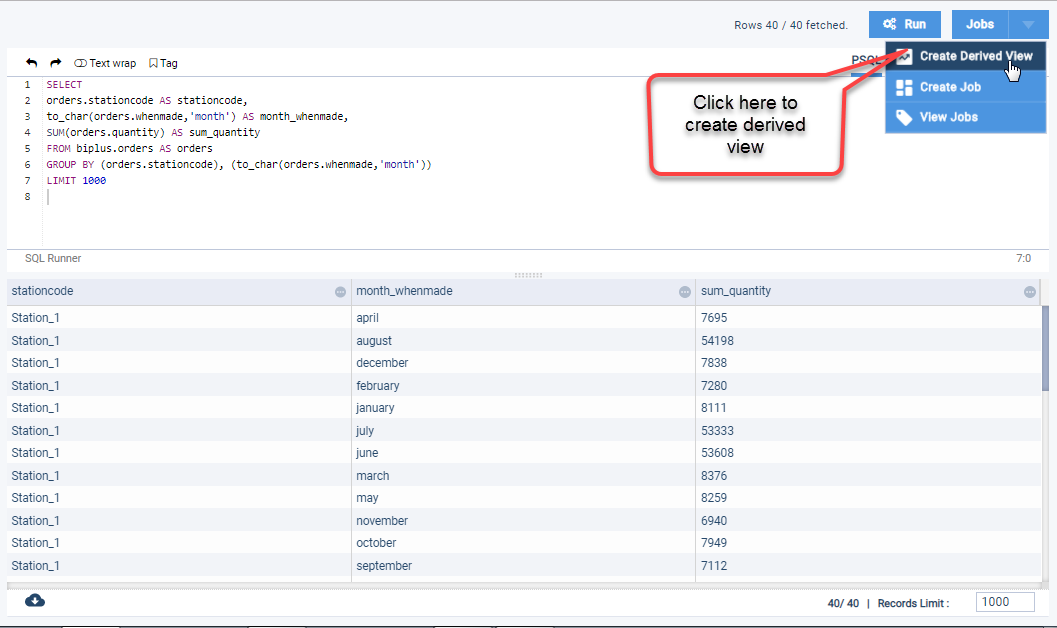 Rows 40 / 40 fetched.
Run
Jobs
Text wrap
Tag
PSQL
Create Derived View
Create Job
View Jobs
Click here to
create derived
view
1 SELECT
2 orders.stationcode AS stationcode,
3 to_char(orders.whenmade,'month') AS month_whenmade,
4 SUM(orders.quantity) AS sum_quantity
5 FROM biplus.orders AS orders
6 GROUP BY (orders.stationcode), (to_char(orders.whenmade,'month'))
7 LIMIT 1000
8
SQL Runner 7:0
stationcode month_whenmade sum_quantity
Station_1 april 7695
Station_1 august 54198
Station_1 december 7838
Station_1 february 7280
Station_1 january 8111
Station_1 july 53333
Station_1 june 53608
Station_1 march 8376
Station_1 may 8259
Station_1 november 6940
Station_1 october 7949
Station_1 september 7112
40/ 40 | Records Limit : 1000